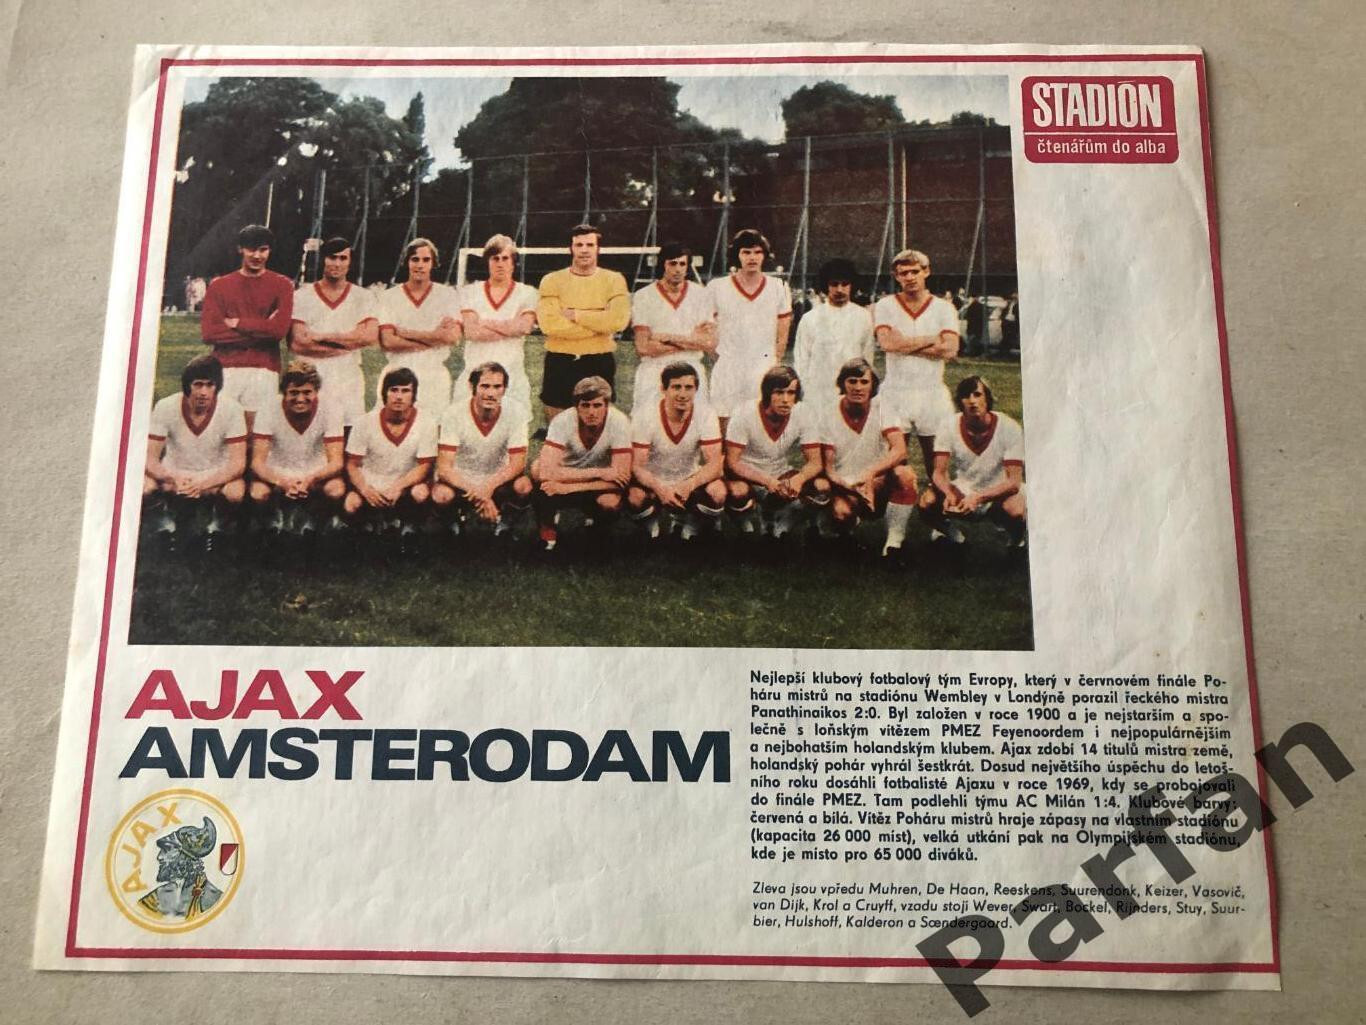 STADIÓN
čtenářům do alba
AJAX
AMSTERODAM
AJAX
Nejlepší klubový fotbalový tým Evropy, který v červnovém finále Po-
háru mistrů na stadiónu Wembley v Londýně porazil řeckého mistra
Panathinaikos 2:0. Byl založen v roce 1900 a je nejstarším a spo-
lečně s loňským vítězem PMEZ Feyenoordem i nejpopulárnějším
a nejbohatším holandským klubem. Ajax zdobí 14 titulů mistra země,
holandský pohár vyhrál šestkrát. Dosud největšího úspěchu do letoš-
ního roku dosáhli fotbalisté Ajaxu v roce 1969, kdy se probojovali
do finále PMEZ. Tam podlehli týmu AC Milán 1:4. Klubové barvy:
červená a bílá. Vítěz Poháru mistrů hraje zápasy na vlastním stadiónu
(kapacita 26 000 míst), velká utkání pak na Olympijském stadiónu,
kde je místo pro 65 000 diváků.
Zleva jsou vpředu Muhren, De Haan, Reeskens, Suurendonk, Keizer, Vasovič,
van Dijk, Krol a Cruyff, vzadu stojí Wever, Swart, Bockel, Rijnders, Stuy, Suur-
bier, Hulshoff, Kalderon a Sœndergaard.
Parfan